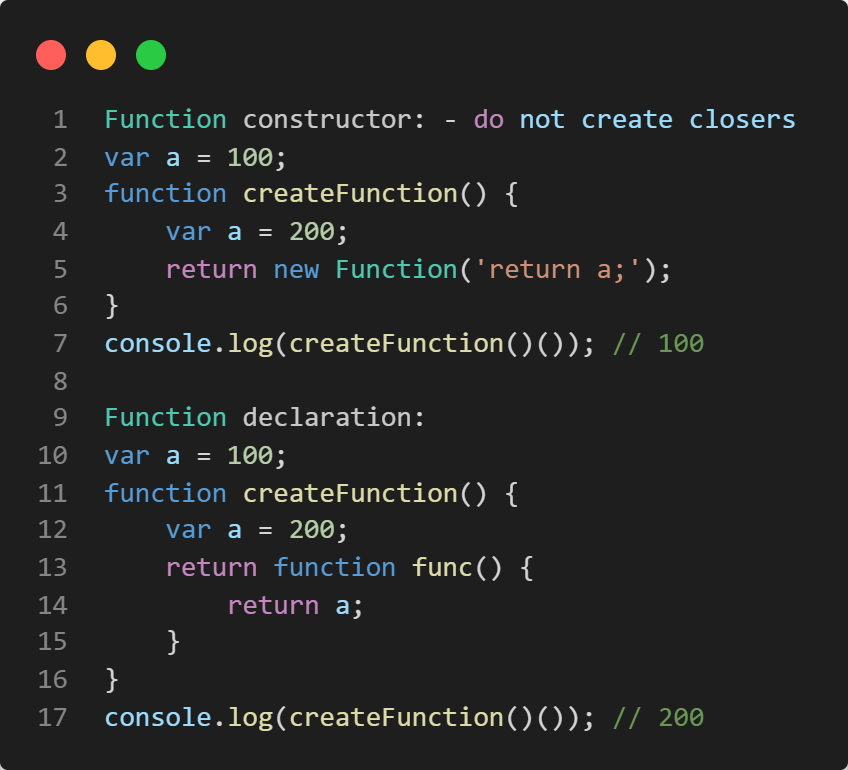 1 Function constructor: - do not create closers
2 var a = 100;
3 function createFunction() {
4     var a = 200;
5     return new Function('return a;');
6 }
7 console.log(createFunction()()); // 100
8
9 Function declaration:
10 var a = 100;
11 function createFunction() {
12     var a = 200;
13     return function func() {
14         return a;
15     }
16 }
17 console.log(createFunction()()); // 200